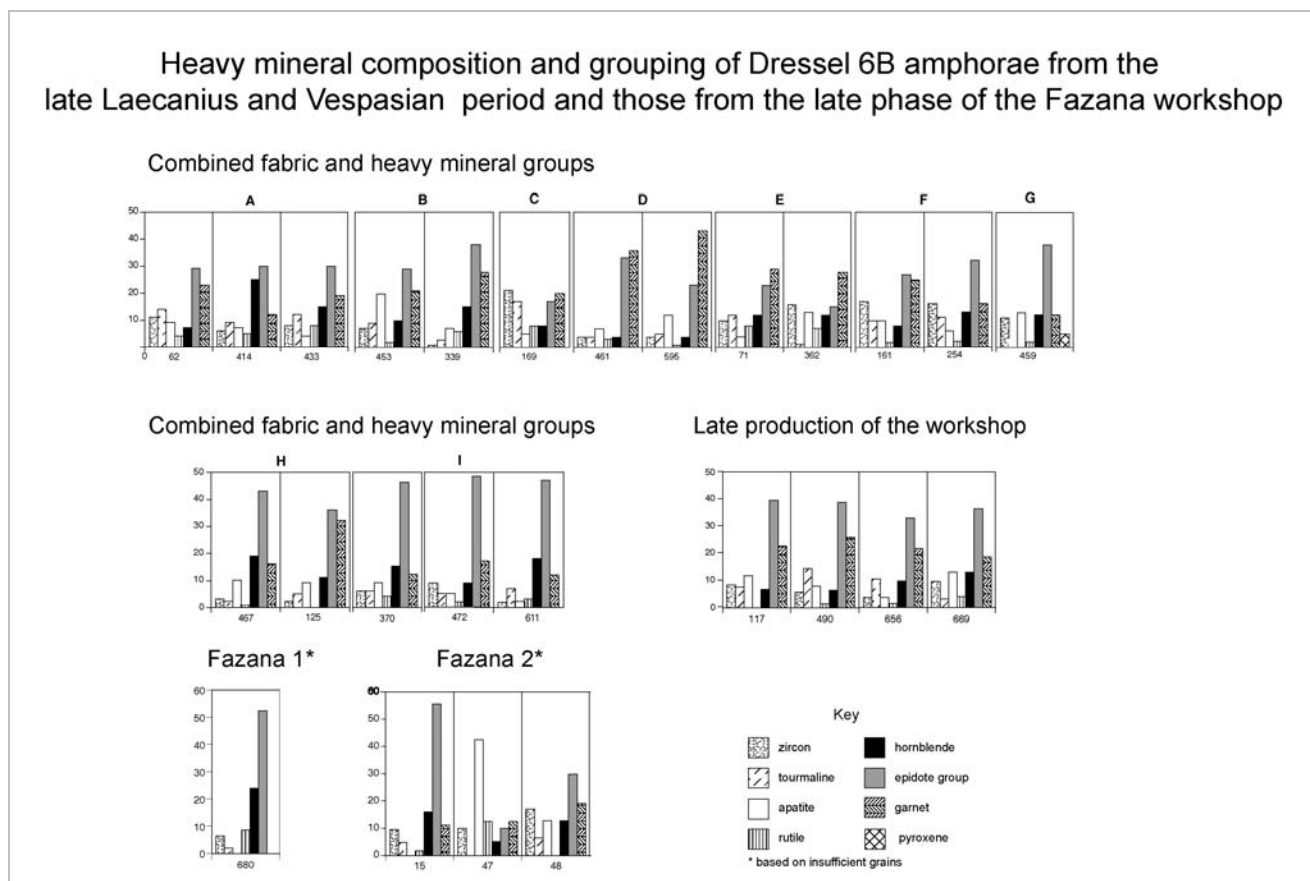 Heavy mineral composition and grouping of Dressel 6B amphorae from the
late Laecanius and Vespasian period and those from the late phase of the Fazana workshop
Combined fabric and heavy mineral groups
A B C D E F G
50
40
30
20
10
0 62 414 433 453 339 169 461 595 71 362 161 254 459
Combined fabric and heavy mineral groups
H I
50
40
30
20
10
0
467 125 370 472 611
Late production of the workshop
50
40
30
20
10
0
117 490 656 669
Fazana 1*
60
50
40
30
20
10
0
680
Fazana 2*
60
50
40
30
20
10
0
15 47 48
Key
zircon hornblende
tourmaline epidote group
apatite garnet
rutile pyroxene
* based on insufficient grains